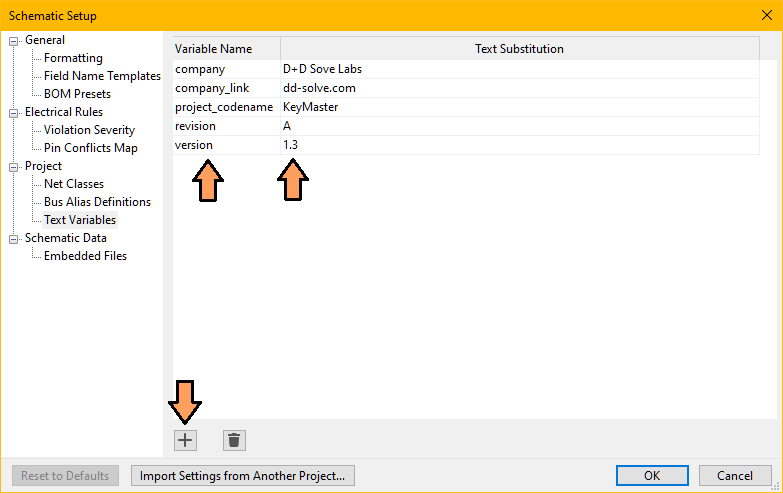 Schematic Setup
General
Formatting
Field Name Templates
BOM Presets
Electrical Rules
Violation Severity
Pin Conflicts Map
Project
Net Classes
Bus Alias Definitions
Text Variables
Schematic Data
Embedded Files
Variable Name Text Substitution
company D+D Sove Labs
company_link dd-solve.com
project_codename KeyMaster
revision A
version 1.3
Reset to Defaults Import Settings from Another Project... OK Cancel